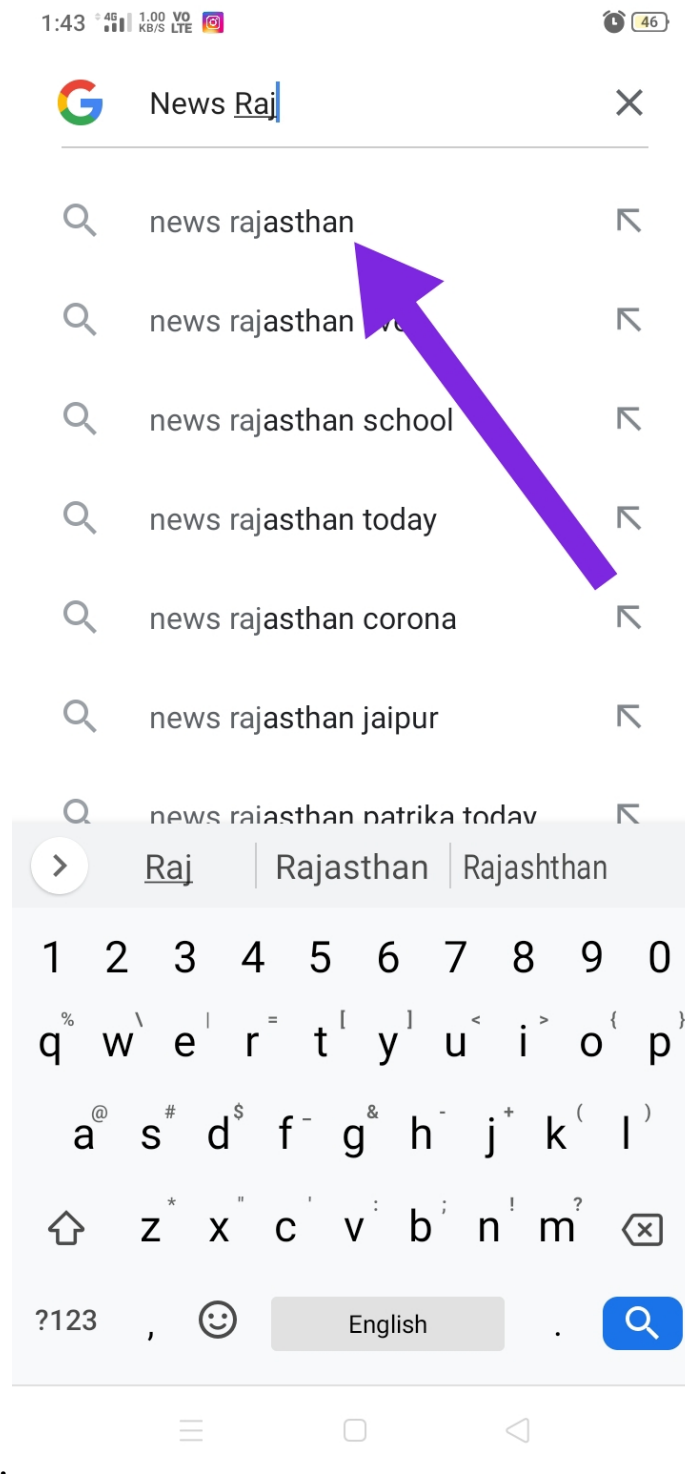 1:43 4G 1.00 KB/S VO LTE 46
News Raj
news rajasthan
news rajasthan
news rajasthan school
news rajasthan today
news rajasthan corona
news rajasthan jaipur
news rajasthan patrika today
Raj Rajasthan Rajashthan
1 2 3 4 5 6 7 8 9 0
% \ | = [ ] < > { }
q w e r t y u i o p
@ # $ _ & - + ( )
a s d f g h j k l
* " ' : ; ! ?
z x c v b n m
?123 , English .